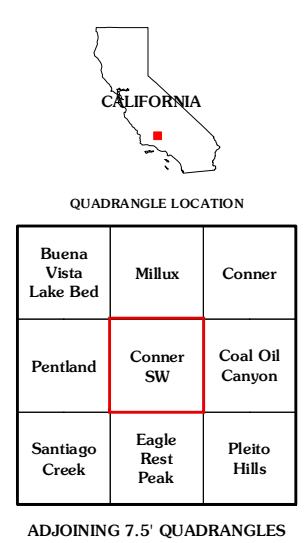 CALIFORNIA
QUADRANGLE LOCATION
Buena
Vista
Lake Bed
Millux
Conner
Pentland
Conner
SW
Coal Oil
Canyon
Santiago
Creek
Eagle
Rest
Peak
Pleito
Hills
ADJOINING 7.5' QUADRANGLES